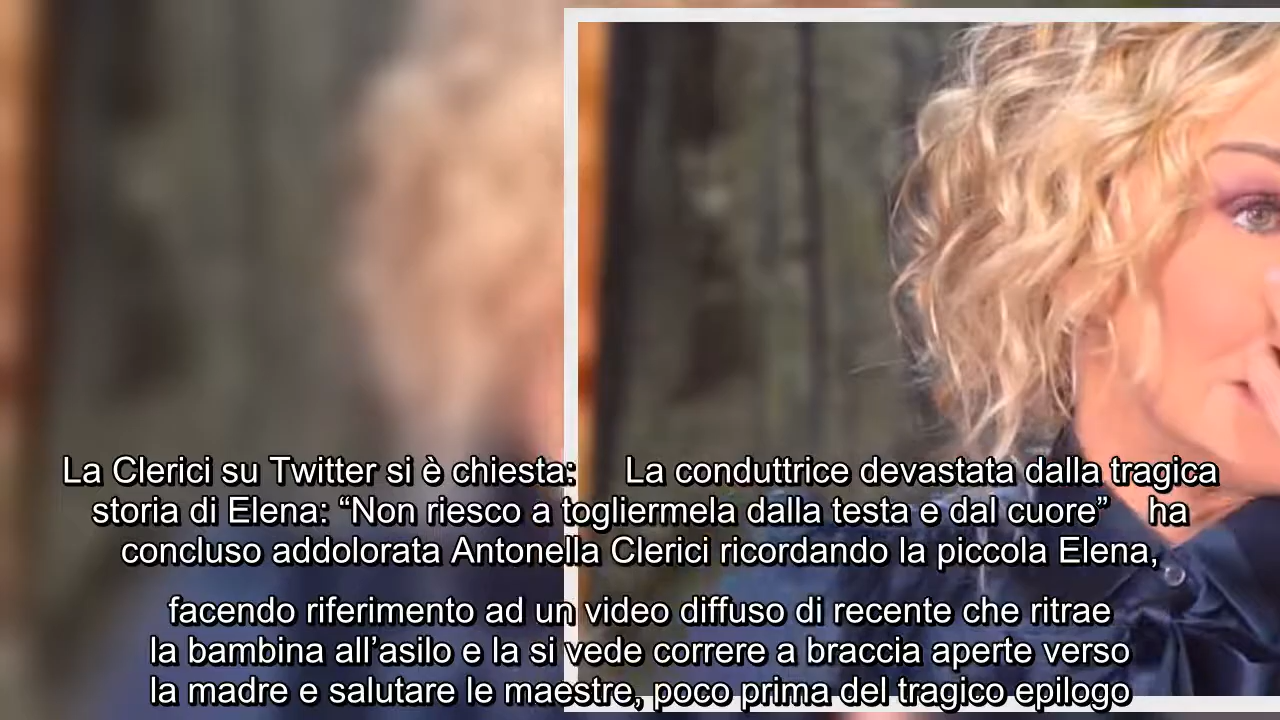 La Clerici su Twitter si è chiesta: La conduttrice devastata dalla tragica
storia di Elena: “Non riesco a togliermela dalla testa e dal cuore” ha
concluso addolorata Antonella Clerici ricordando la piccola Elena,
facendo riferimento ad un video diffuso di recente che ritrae
la bambina all’asilo e la si vede correre a braccia aperte verso
la madre e salutare le maestre, poco prima del tragico epilogo